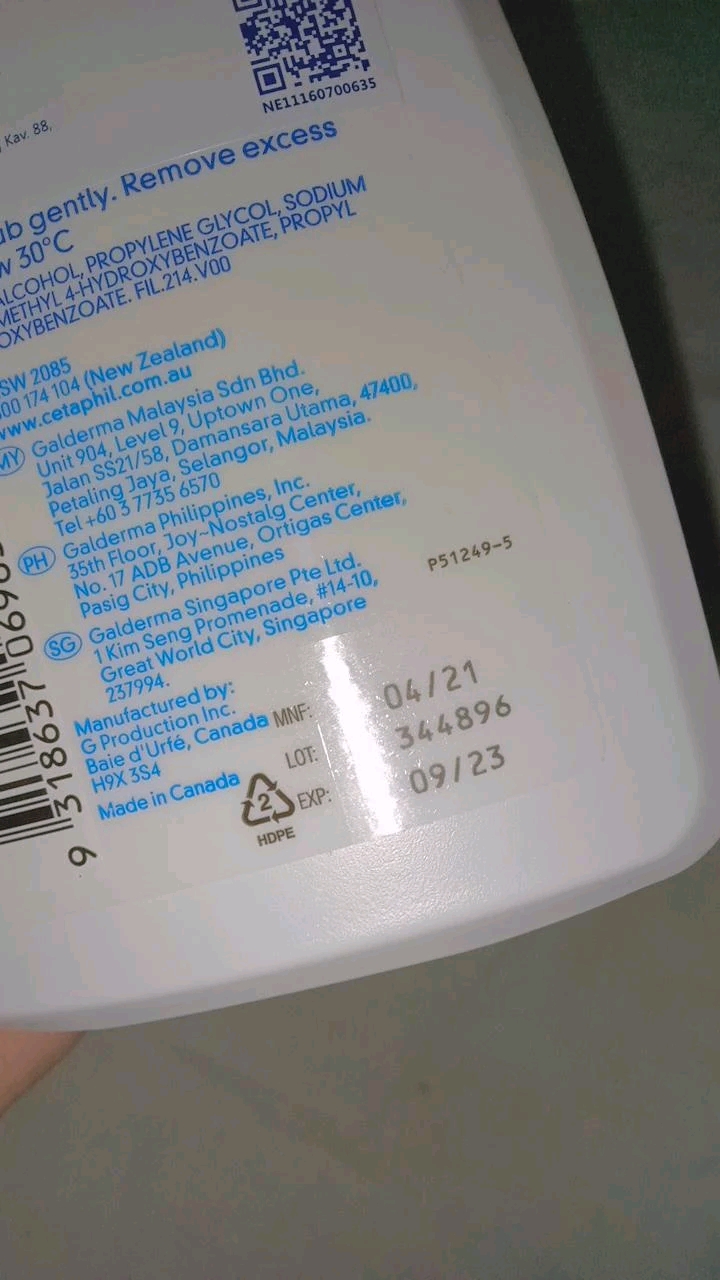 NE11160700635
Kav. 88,
ub gently. Remove excess
w 30°C
ALCOHOL, PROPYLENE GLYCOL, SODIUM
METHYL 4-HYDROXYBENZOATE, PROPYL
OXYBENZOATE. FIL.214.V00
SW 2085
00 174 104 (New Zealand)
www.cetaphil.com.au
MY Galderma Malaysia Sdn Bhd.
Unit 904, Level 9, Uptown One,
Jalan SS21/58, Damansara Utama, 47400,
Petaling Jaya, Selangor, Malaysia.
Tel +60 3 7735 6570
PH Galderma Philippines, Inc.
35th Floor, Joy~Nostalg Center,
No. 17 ADB Avenue, Ortigas Center,
Pasig City, Philippines
SG Galderma Singapore Pte Ltd.
1 Kim Seng Promenade, #14-10,
Great World City, Singapore
237994.
P51249-5
Manufactured by:
G Production Inc.
Baie d'Urfé, Canada
H9X 3S4
Made in Canada
MNF: 04/21
LOT: 344896
EXP: 09/23
2
HDPE